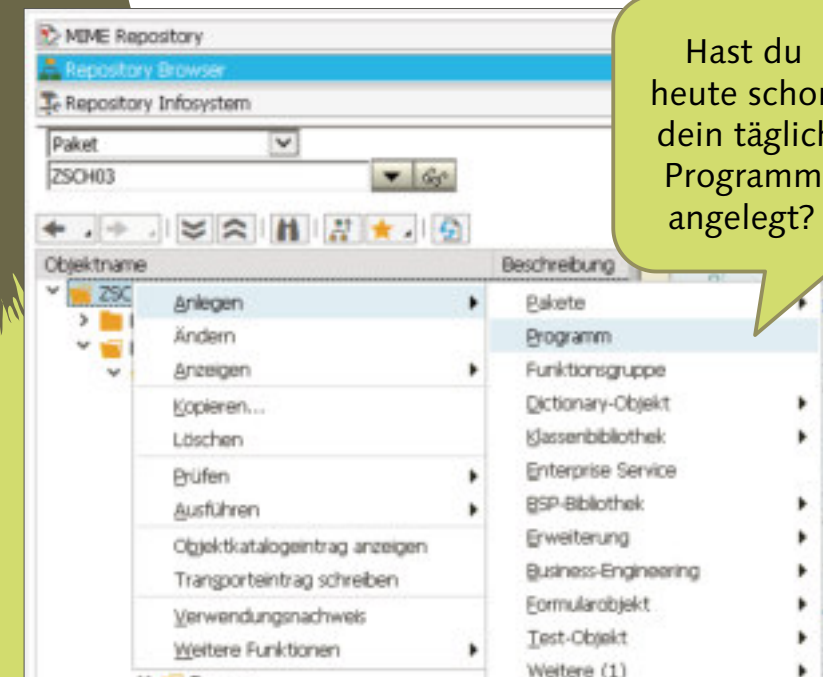 MIME Repository
Repository Browser
Repository Infosystem
Paket
ZSCH03
Objektname
Beschreibung
ZSC
Anlegen
Ändern
Anzeigen
Kopieren...
Löschen
Prüfen
Ausführen
Objektkatalogeintrag anzeigen
Transporteintrag schreiben
Verwendungsnachweis
Weitere Funktionen
Pakete
Programm
Funktionsgruppe
Dictionary-Objekt
Klassenbibliothek
Enterprise Service
BSP-Bibliothek
Erweiterung
Business-Engineering
Formularobjekt
Test-Objekt
Weitere (1)
Hast du
heute schon
dein täglich
Programm
angelegt?